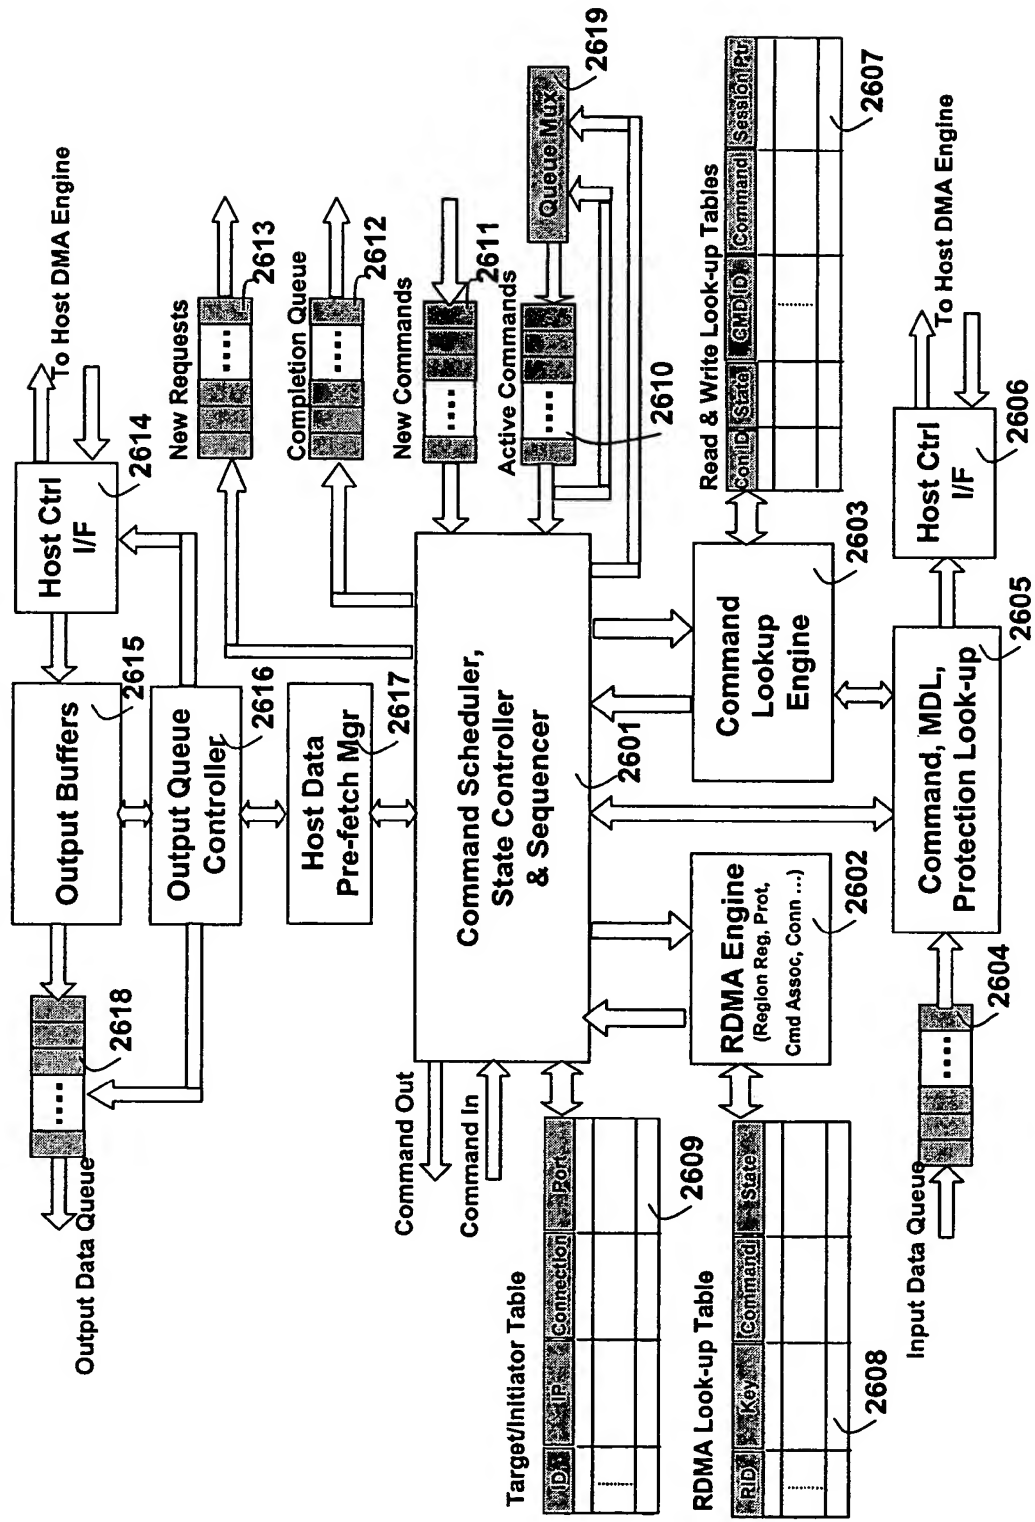 Output Data Queue
2618
Output Buffers
2615
Host Ctrl
I/F
2614
To Host DMA Engine
Output Queue
Controller
2616
Host Data
Pre-fetch Mgr
2617
New Requests
2613
Completion Queue
2612
New Commands
2611
Active Commands
2610
Queue Mux
2619
Command Out
Command In
Command Scheduler,
State Controller
& Sequencer
2601
Target/Initiator Table
ID IP Connection Port
2609
RDMA Look-up Table
RID Key Command State
2608
RDMA Engine
(Region Reg, Prot,
Cmd Assoc, Conn ...)
2602
Command
Lookup
Engine
2603
Read & Write Look-up Tables
ConID State CMD ID Command Session Ptr
2607
Input Data Queue
2604
Command, MDL,
Protection Look-up
2605
Host Ctrl
I/F
2606
To Host DMA Engine